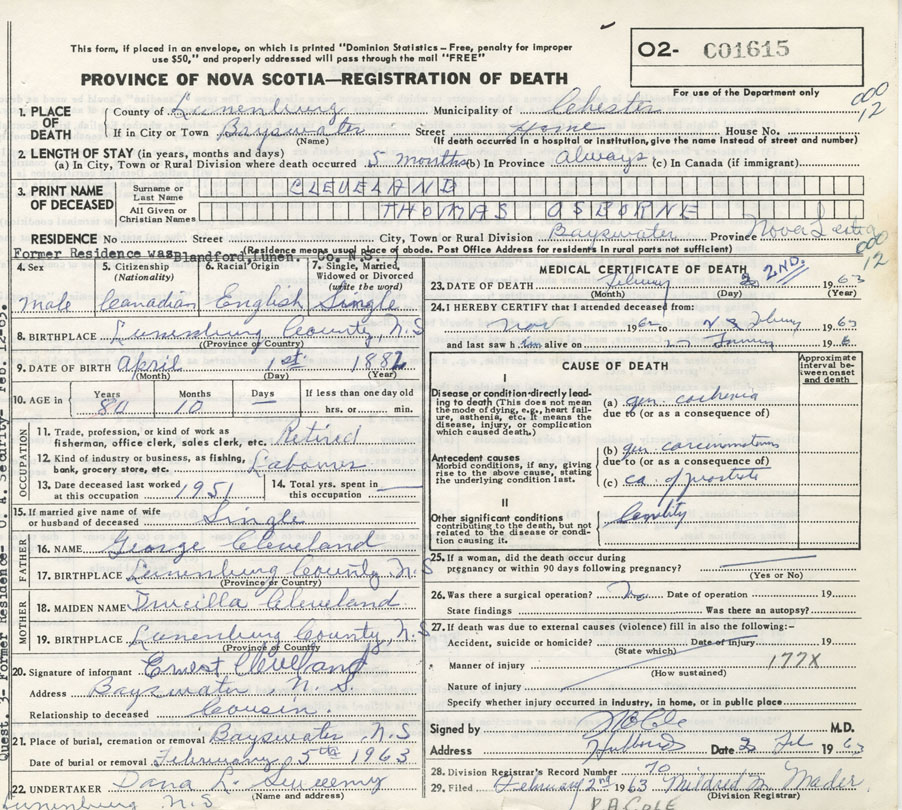 This form, if placed in an envelope, on which is printed "Dominion Statistics – Free, penalty for improper
use $50," and properly addressed will pass through the mail "FREE"
O2- C01615
PROVINCE OF NOVA SCOTIA—REGISTRATION OF DEATH
For use of the Department only
000
12
1. PLACE OF DEATH
County of Lunenburg Municipality of Chester
If in City or Town Bayswater Street Home House No.
(Name) (If death occurred in a hospital or institution, give the name instead of street and number)
2. LENGTH OF STAY (in years, months and days)
(a) In City, Town or Rural Division where death occurred 5 months (b) In Province always (c) In Canada (if immigrant)
3. PRINT NAME OF DECEASED
Surname or Last Name CLEVELAND
All Given or Christian Names THOMAS OSBORNE
RESIDENCE No Street City, Town or Rural Division Bayswater Province Nova Scotia
(Residence means usual place of abode. Post Office Address for residents in rural parts not sufficient)
000
12
Former Residence was Blandford, Lunen. Co. N.S.
4. Sex 5. Citizenship (Nationality) 6. Racial Origin 7. Single, Married, Widowed or Divorced (write the word)
Male Canadian English Single
8. BIRTHPLACE Lunenburg County, N.S
(Province or Country)
9. DATE OF BIRTH April 1st 1882
(Month) (Day) (Year)
10. AGE in Years Months Days If less than one day old
80 10 — hrs. or min.
OCCUPATION
11. Trade, profession, or kind of work as
fisherman, office clerk, sales clerk, etc. Retired
12. Kind of industry or business, as fishing,
bank, grocery store, etc. Labourer
13. Date deceased last worked
at this occupation 1951
14. Total yrs. spent in
this occupation
15. If married give name of wife
or husband of deceased Single
FATHER
16. NAME George Cleveland
17. BIRTHPLACE Lunenburg County N.S
(Province or Country)
MOTHER
18. MAIDEN NAME Drucilla Cleveland
19. BIRTHPLACE Lunenburg County, N.S
(Province or Country)
20. Signature of informant Ernest Cleveland
Address Bayswater, N.S.
Relationship to deceased Cousin.
21. Place of burial, cremation or removal Bayswater N.S
Date of burial or removal February 5th 1963
22. UNDERTAKER Dana L. Sweeny
(Name and address)
Lunenburg N.S
Quest. 3- Former Residence- O. A. Security- Feb. 12-63.
MEDICAL CERTIFICATE OF DEATH
23. DATE OF DEATH 2ND. 1963
(Month) (Day) (Year)
24. I HEREBY CERTIFY that I attended deceased from:
Nov 1962 to 1963
and last saw him alive on 196
CAUSE OF DEATH
Approximate interval between onset and death
I
Disease or condition directly leading
to death (This does not mean
the mode of dying, e.g., heart failure,
asthenia, etc. It means the
disease, injury, or complication
which caused death.)
(a) gen cachexia
due to (or as a consequence of)
Antecedent causes
Morbid conditions, if any, giving
rise to the above cause, stating
the underlying condition last.
(b) gen carcinomatosis
due to (or as a consequence of)
(c) ca. of prostate
II
Other significant conditions
contributing to the death, but not
related to the disease or condition
causing it.
Senility
25. If a woman, did the death occur during
pregnancy or within 90 days following pregnancy?
(Yes or No)
26. Was there a surgical operation? No Date of operation 19
State findings Was there an autopsy?
27. If death was due to external causes (violence) fill in also the following:-
Accident, suicide or homicide? Date of injury 19
(State which)
Manner of injury 177X
(How sustained)
Nature of injury
Specify whether injury occurred in industry, in home, or in public place
Signed by M.D.
Address Hubbards Date 2 Feb 1963
28. Division Registrar's Record Number 70
29. Filed February 2nd 1963 Mildred N. Mader
(Division Registrar)
R.A. COLE